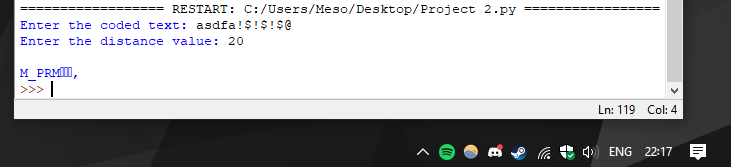 ================== RESTART: C:/Users/Meso/Desktop/Project 2.py ==================
Enter the coded text: asdfa!$!$!$@
Enter the distance value: 20
M_PRM▯▯▯,
>>>
Ln: 119 Col: 4
ENG 22:17